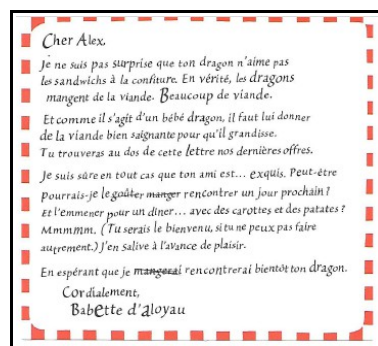 Cher Alex,
Je ne suis pas surprise que ton dragon n'aime pas
les sandwichs à la confiture. En vérité, les dragons
mangent de la viande. Beaucoup de viande.
Et comme il s'agit d'un bébé dragon, il faut lui donner
de la viande bien saignante pour qu'il grandisse.
Tu trouveras au dos de cette lettre nos dernières offres.
Je suis sûre en tout cas que ton ami est... exquis. Peut-être
pourrais-je le goûter manger rencontrer un jour prochain ?
Et l'emmener pour un dîner... avec des carottes et des patates ?
Mmmmm. (Tu serais le bienvenu, si tu ne peux pas faire
autrement.) J'en salive à l'avance de plaisir.
En espérant que je mangerai rencontrerai bientôt ton dragon.
Cordialement,
Babette d'aloyau